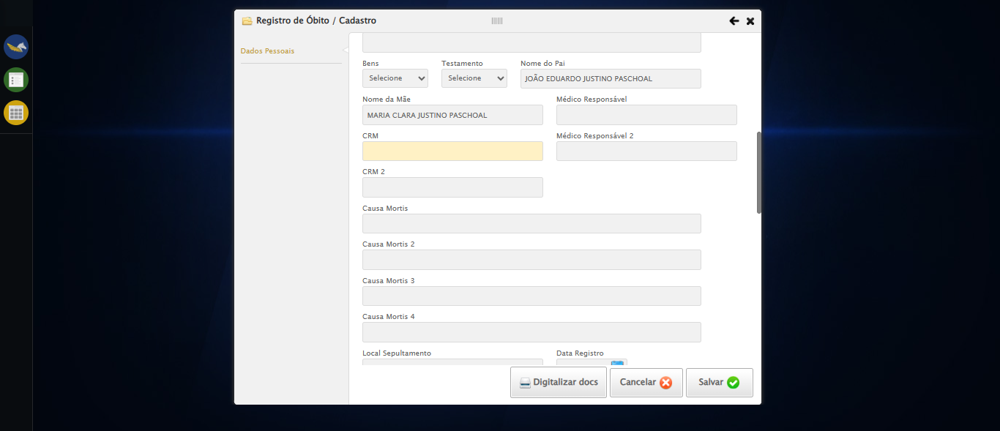 Registro de Óbito / Cadastro
Dados Pessoais
Bens Testamento Nome do Pai
Selecione Selecione JOÃO EDUARDO JUSTINO PASCHOAL
Nome da Mãe Médico Responsável
MARIA CLARA JUSTINO PASCHOAL
CRM Médico Responsável 2
CRM 2
Causa Mortis
Causa Mortis 2
Causa Mortis 3
Causa Mortis 4
Local Sepultamento Data Registro
Digitalizar docs Cancelar Salvar